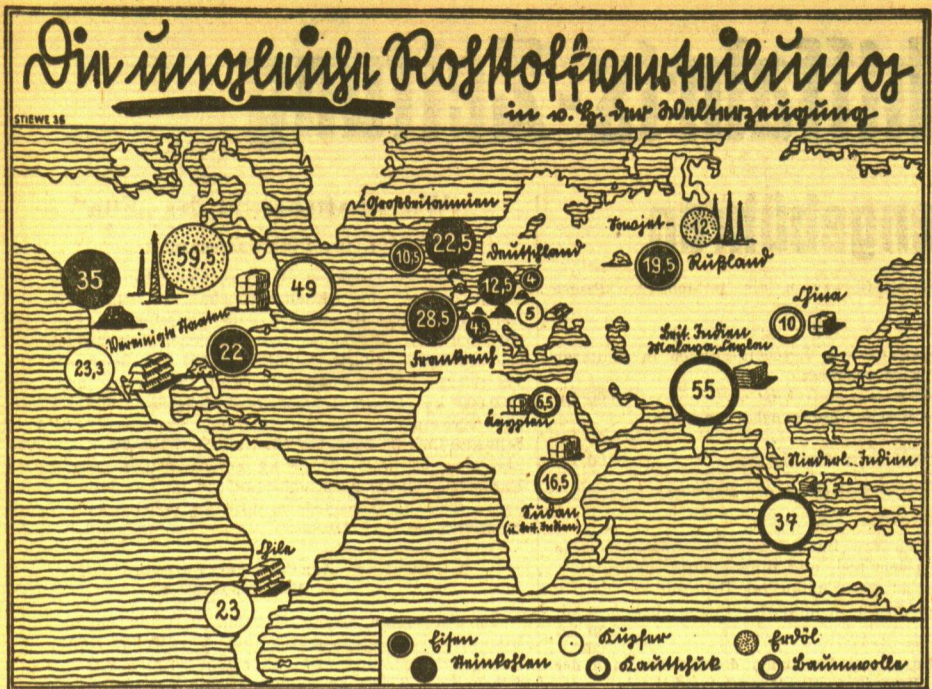 Die ungleiche Rohstoffverteilung
in v. H. der Welterzeugung
STIEWE 36
Großbritannien
10,5
22,5
Deutschland
12,5
4
5
28,5
4,5
Frankreich
Sowjet-
12
19,5
Rußland
35
59,5
49
Vereinigte Staaten
23,3
22
China
10
Brit. Indien
Malaya, Ceylon
55
6,5
Ägypten
16,5
Sudan
(u. brit. Indien)
Niederl. Indien
37
Chile
23
Eisen
Kupfer
Erdöl
Steinkohlen
Kautschuk
Baumwolle